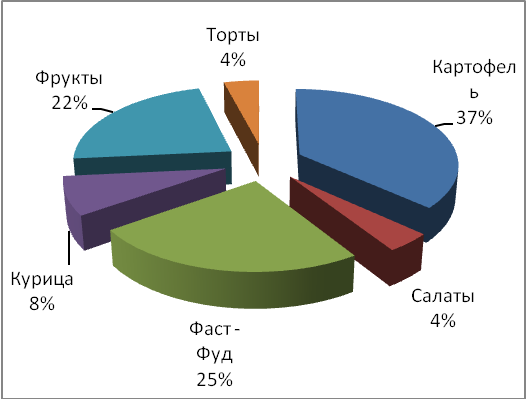 Торты
4%
Картофел
ь
37%
Фрукты
22%
Курица
8%
Салаты
4%
Фаст -
Фуд
25%